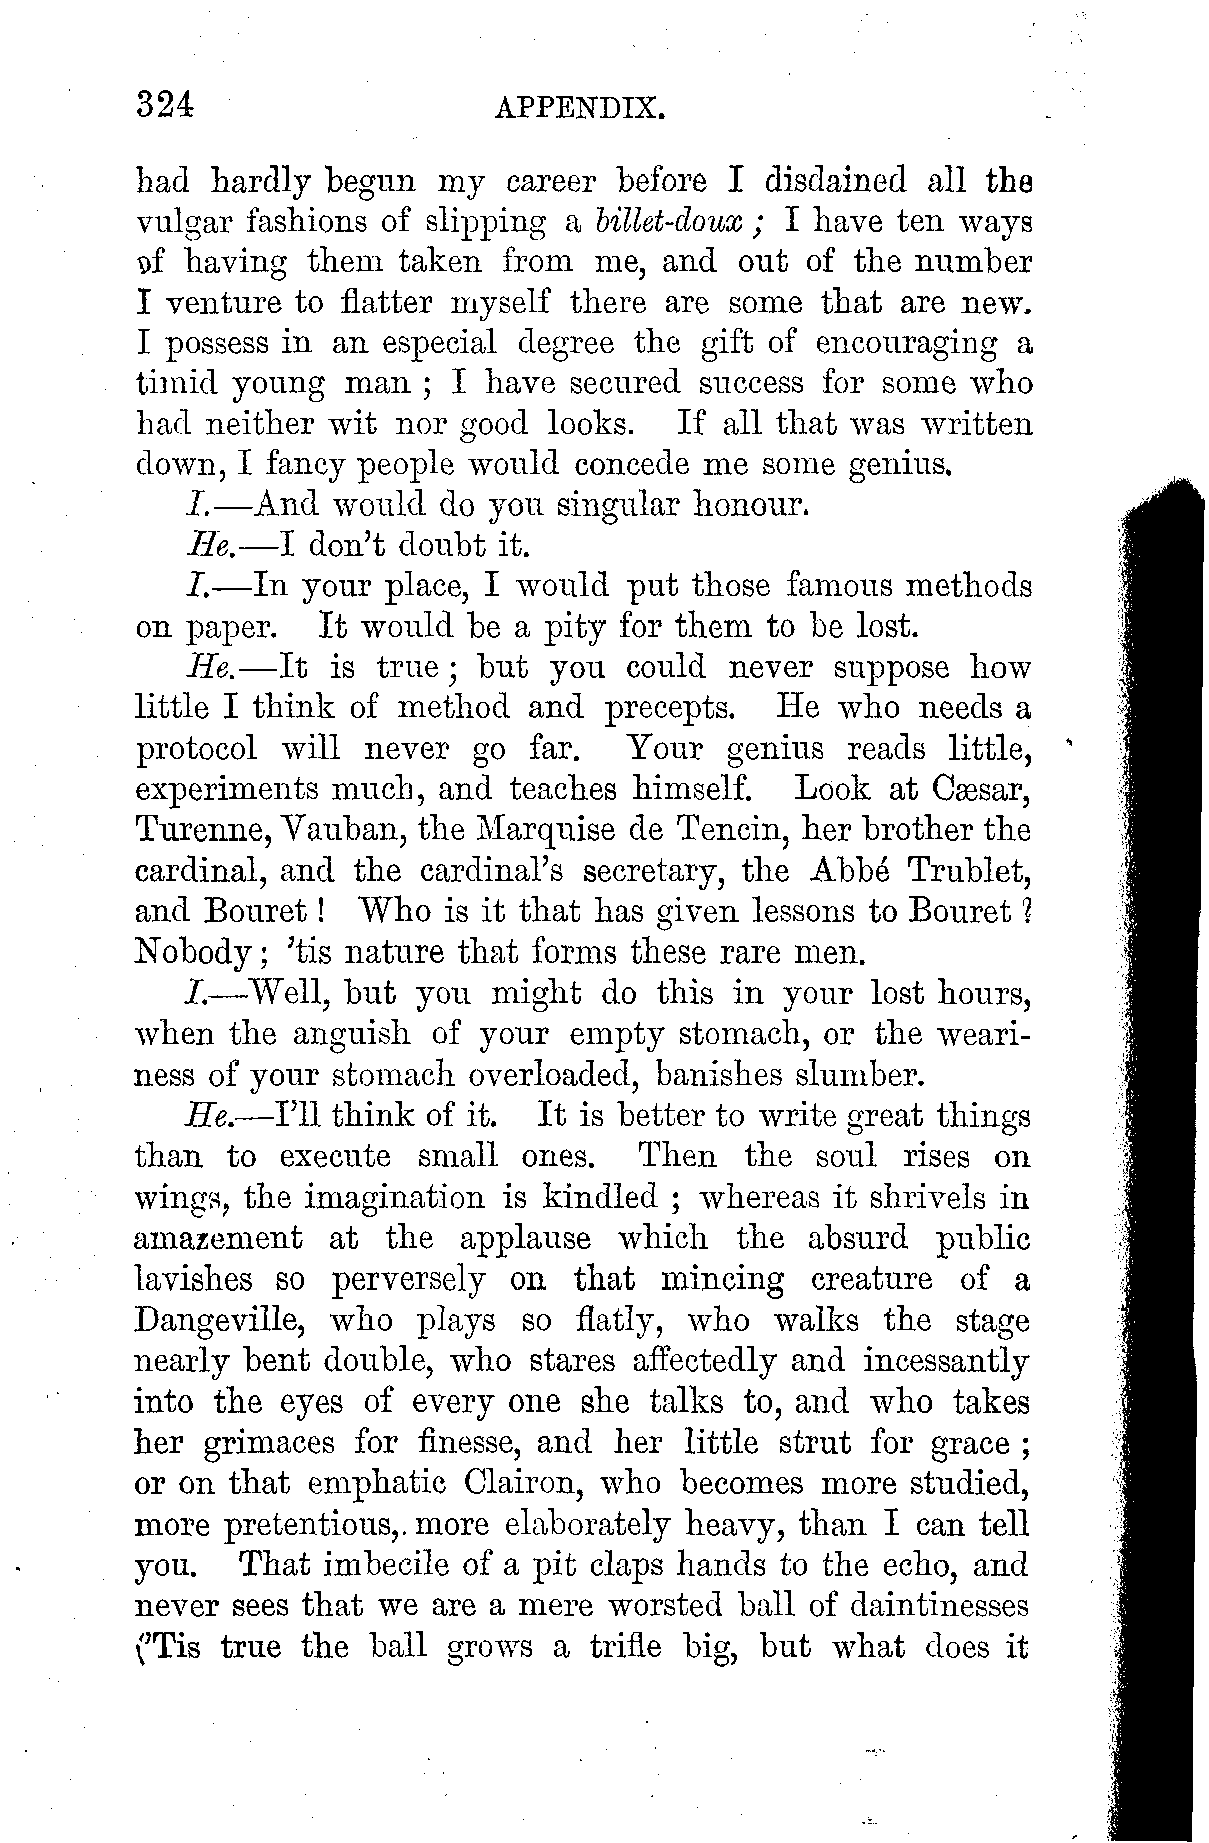 324 APPENDIX.
had hardly begun my career before I disdained all the
vulgar fashions of slipping a billet-doux ; I have ten ways
of having them taken from me, and out of the number
I venture to flatter myself there are some that are new.
I possess in an especial degree the gift of encouraging a
timid young man ; I have secured success for some who
had neither wit nor good looks. If all that was written
down, I fancy people would concede me some genius.
I.—And would do you singular honour.
He.—I don't doubt it.
I.—In your place, I would put those famous methods
on paper. It would be a pity for them to be lost.
He.—It is true ; but you could never suppose how
little I think of method and precepts. He who needs a
protocol will never go far. Your genius reads little,
experiments much, and teaches himself. Look at Cæsar,
Turenne, Vauban, the Marquise de Tencin, her brother the
cardinal, and the cardinal's secretary, the Abbé Trublet,
and Bouret ! Who is it that has given lessons to Bouret ?
Nobody ; 'tis nature that forms these rare men.
I.—Well, but you might do this in your lost hours,
when the anguish of your empty stomach, or the weari-
ness of your stomach overloaded, banishes slumber.
He.—I'll think of it. It is better to write great things
than to execute small ones. Then the soul rises on
wings, the imagination is kindled ; whereas it shrivels in
amazement at the applause which the absurd public
lavishes so perversely on that mincing creature of a
Dangeville, who plays so flatly, who walks the stage
nearly bent double, who stares affectedly and incessantly
into the eyes of every one she talks to, and who takes
her grimaces for finesse, and her little strut for grace ;
or on that emphatic Clairon, who becomes more studied,
more pretentious, more elaborately heavy, than I can tell
you. That imbecile of a pit claps hands to the echo, and
never sees that we are a mere worsted ball of daintinesses
('Tis true the ball grows a trifle big, but what does it